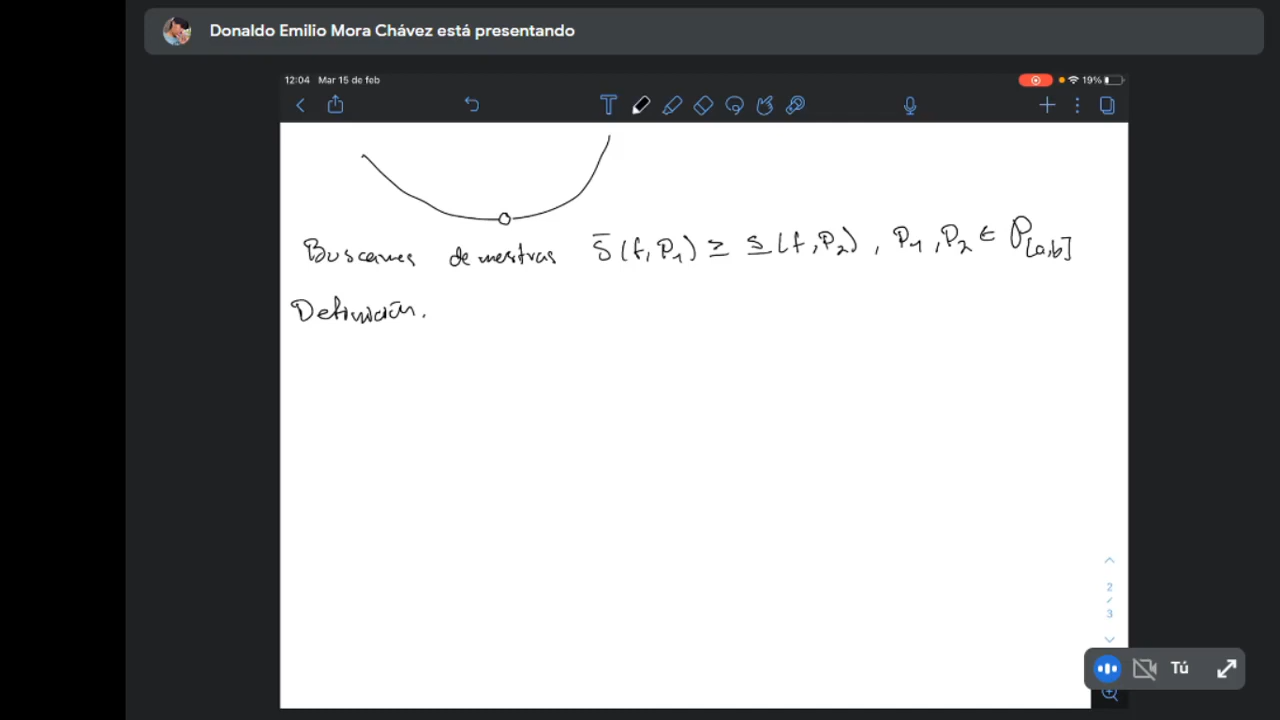 Donaldo Emilio Mora Chávez está presentando
12:04 Mar 15 de feb
19%
T
Buscamos demostrar S̅(f,P₁) ≥ S̲(f,P₂), P₁,P₂ ∈ P[a,b]
Definición.
2
/
3
Tú